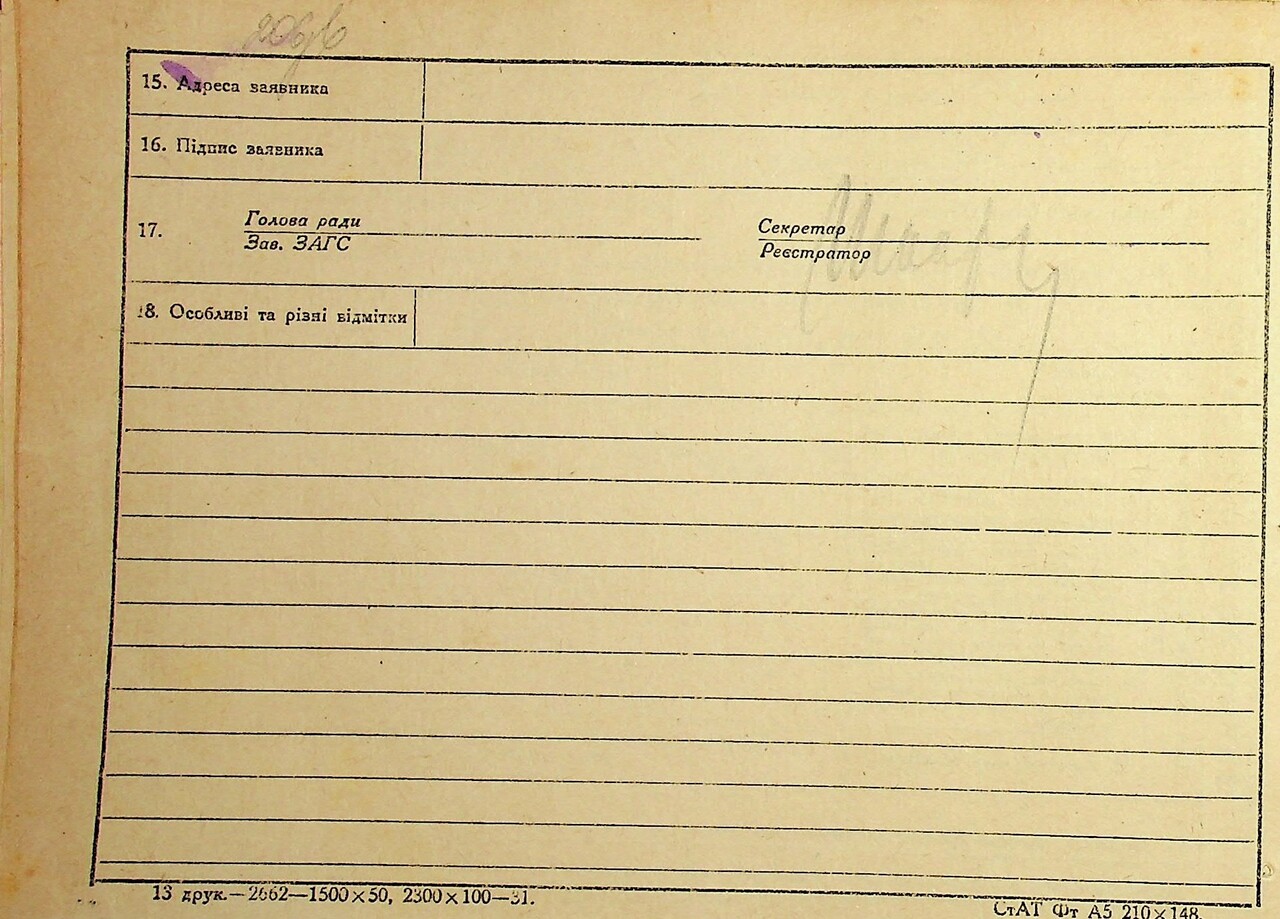 15. Адреса заявника
16. Підпис заявника
17.
Голова ради
Зав. ЗАГС
Секретар
Реєстратор
18. Особливі та різні відмітки
13 друк.—2662—1500×50, 2300×100—31.
СтАТ Фт А5 210×148.